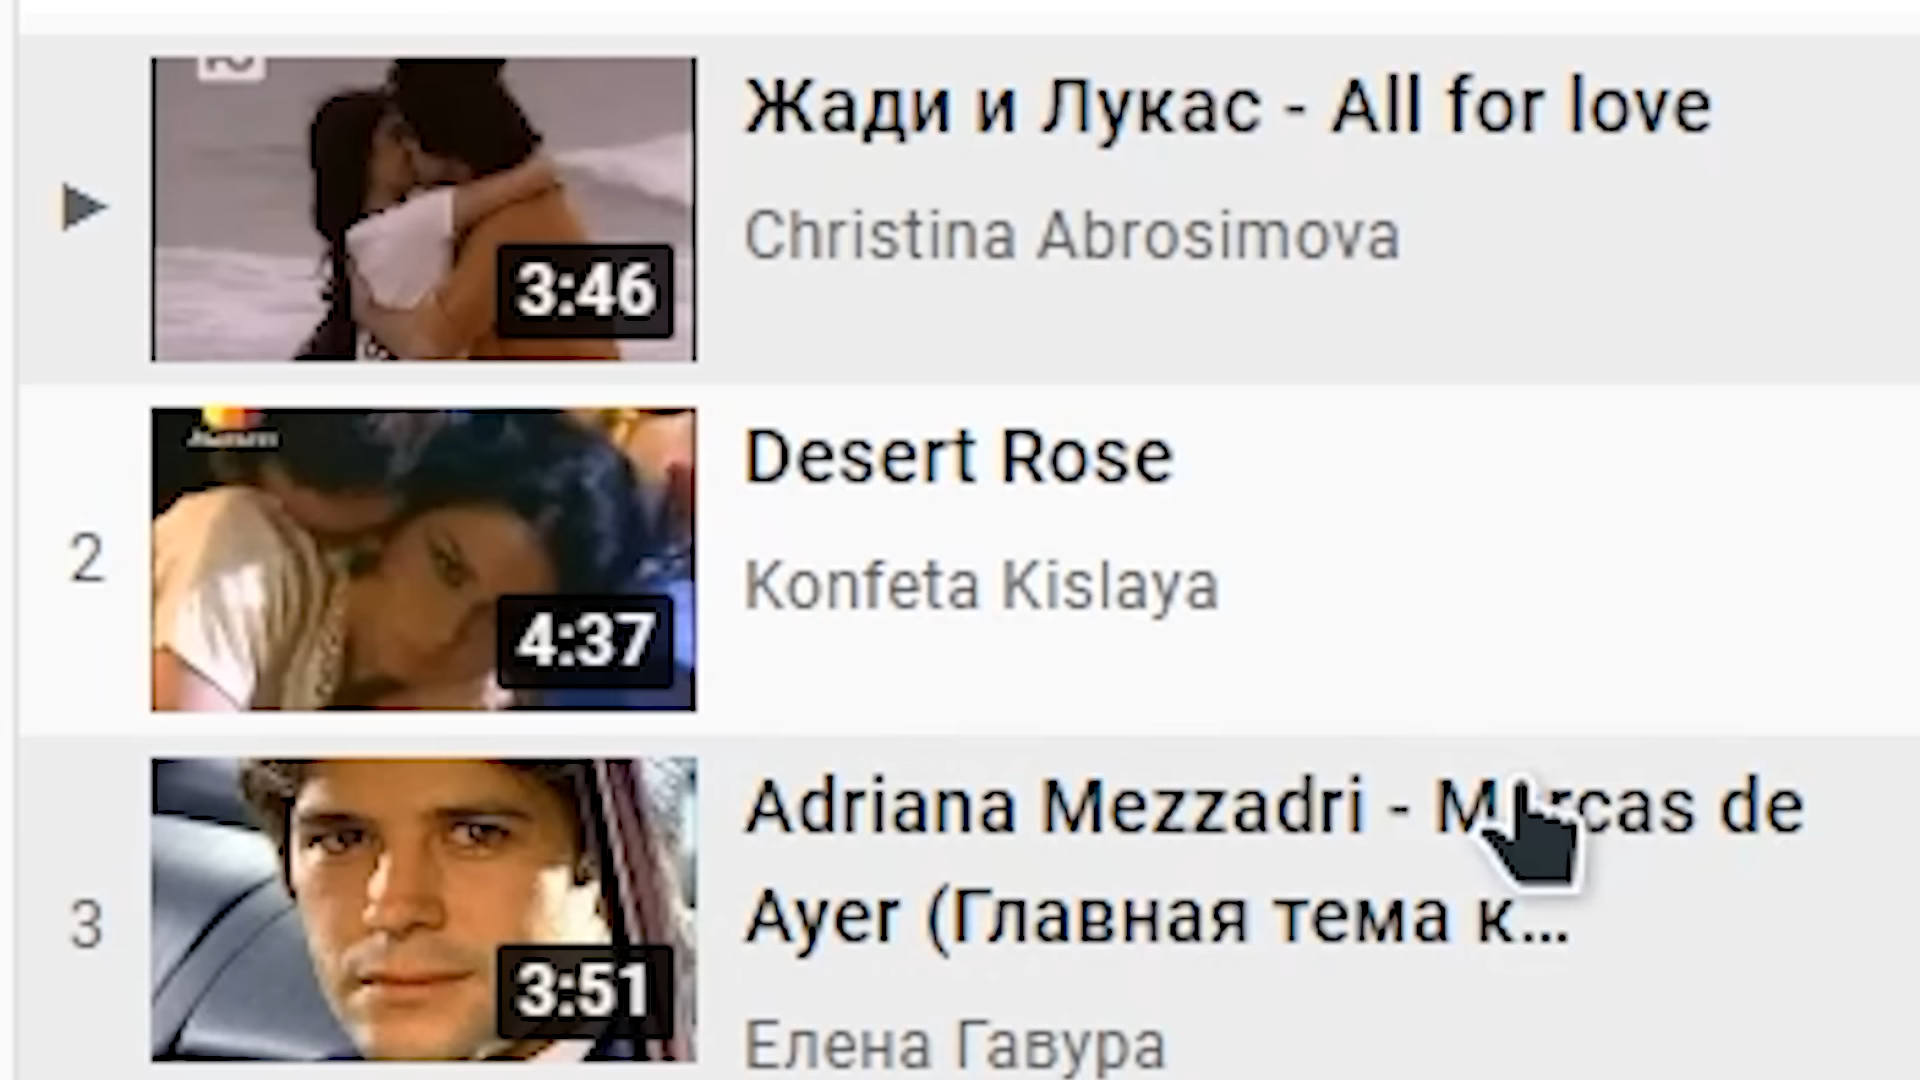 Жади и Лукас - All for love
Christina Abrosimova
3:46
2
Desert Rose
Konfeta Kislaya
4:37
3
Adriana Mezzadri - Marcas de
Ayer (Главная тема к...
Елена Гавура
3:51